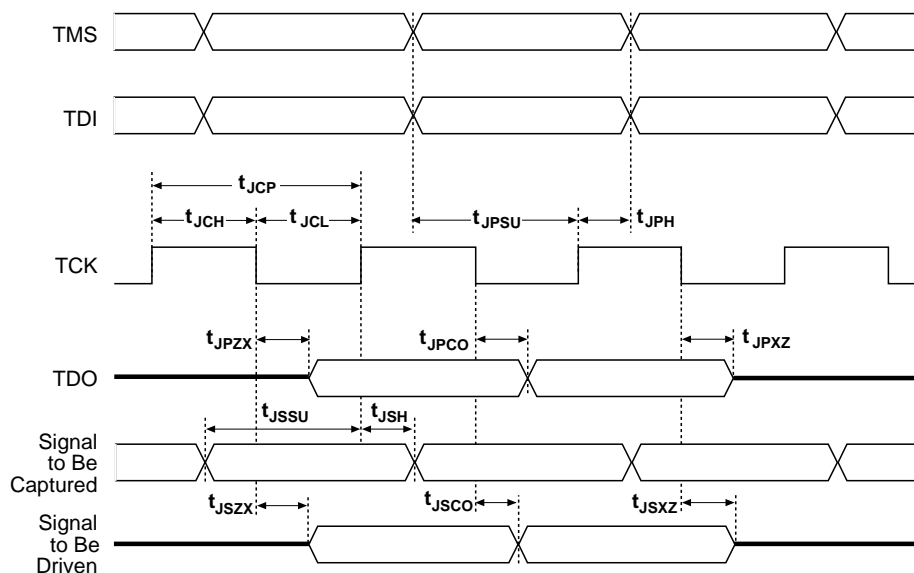 TMS
TDI
tJCP
tJCH
tJCL
tJPSU
tJPH
TCK
tJPZX
tJPCO
tJPXZ
TDO
tJSSU
tJSH
Signal
to Be
Captured
tJSZX
tJSCO
tJSXZ
Signal
to Be
Driven